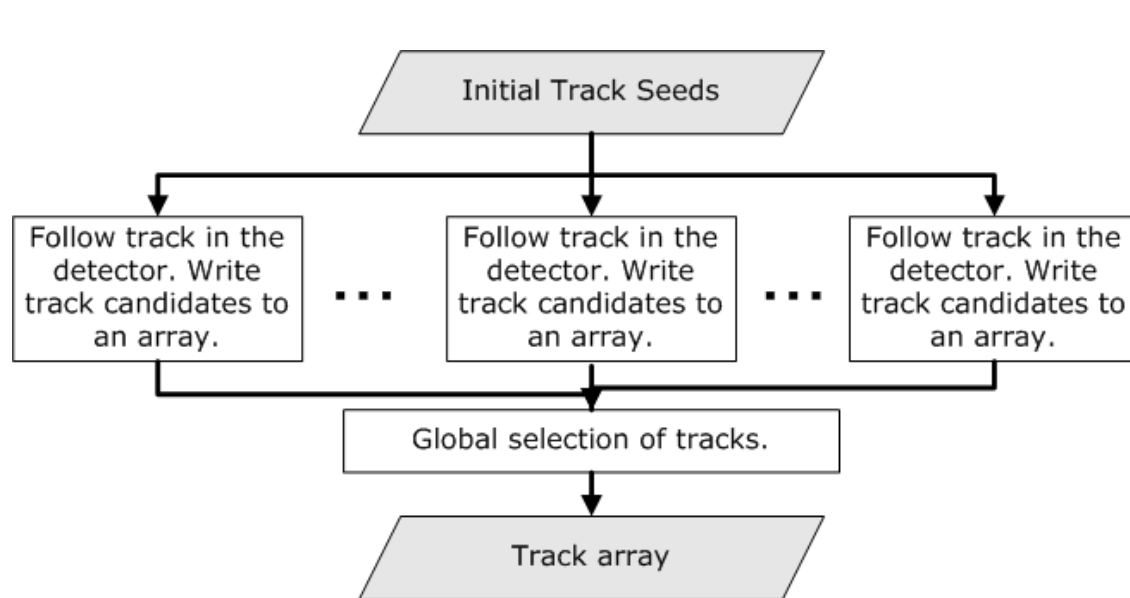 Initial Track Seeds
Follow track in the
detector. Write
track candidates to
an array.
Follow track in the
detector. Write
track candidates to
an array.
Follow track in the
detector. Write
track candidates to
an array.
Global selection of tracks.
Track array